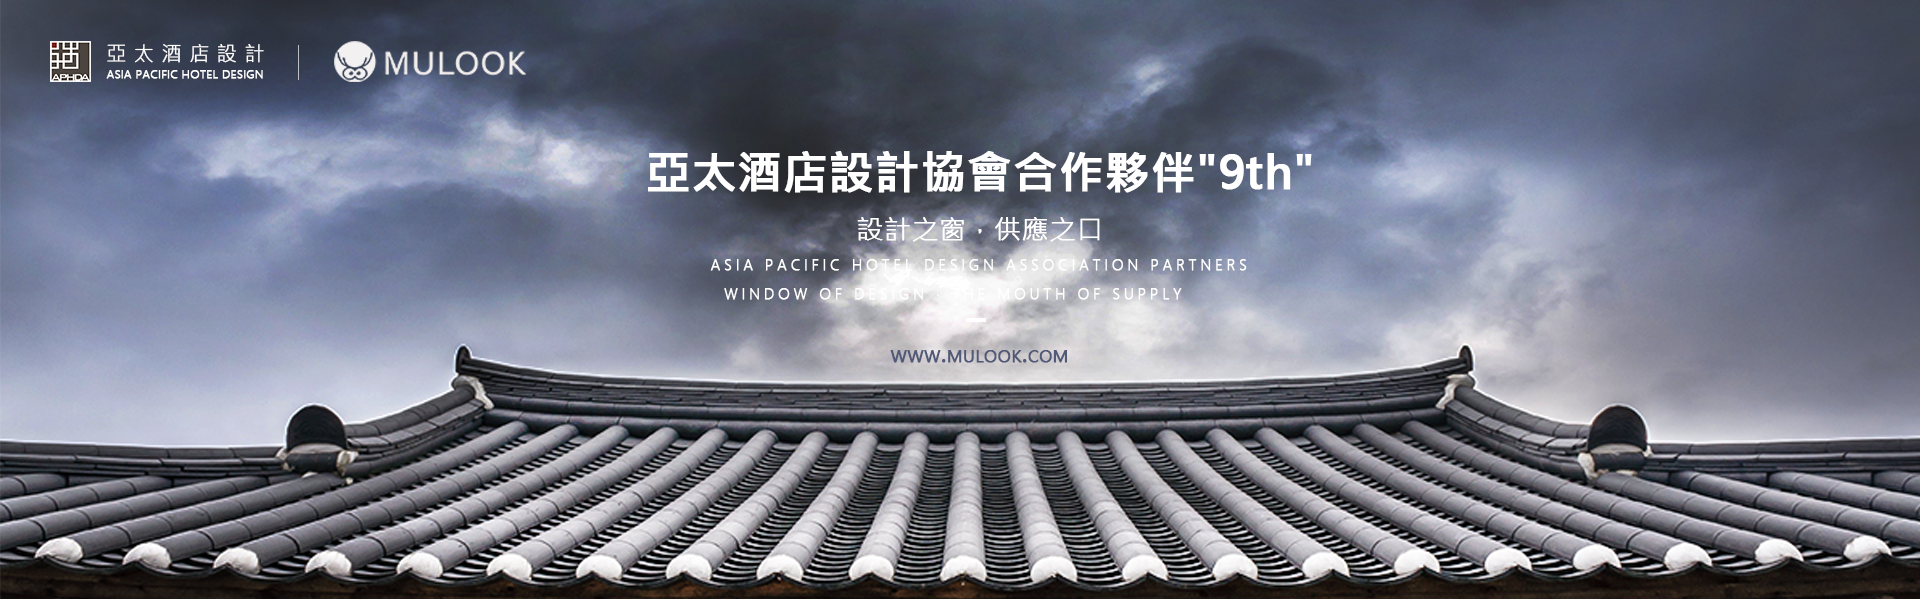 亞太酒店設計
ASIA PACIFIC HOTEL DESIGN
APHDA
MULOOK
亞太酒店設計協會合作夥伴"9th"
設計之窗，供應之口
ASIA PACIFIC HOTEL DESIGN ASSOCIATION PARTNERS
WINDOW OF DESIGN THE MOUTH OF SUPPLY
WWW.MULOOK.COM